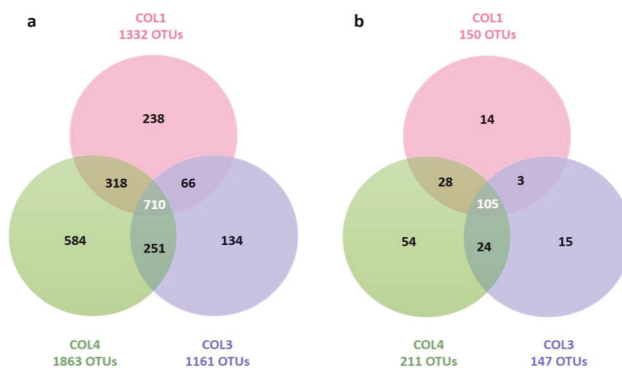 a
COL1
1332 OTUs
238
318
66
710
584
251
134
COL4
1863 OTUs
COL3
1161 OTUs
b
COL1
150 OTUs
14
28
3
105
54
24
15
COL4
211 OTUs
COL3
147 OTUs